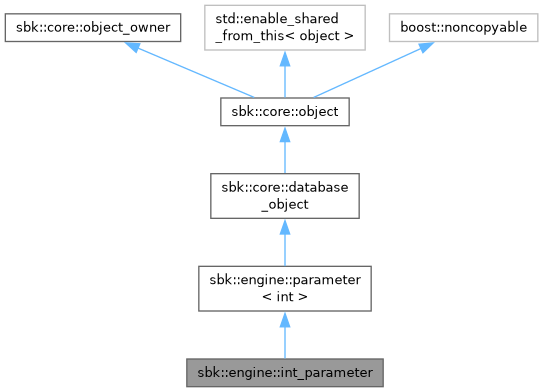 sbk::core::object_owner
std::enable_shared
_from_this< object >
boost::noncopyable
sbk::core::object
sbk::core::database
_object
sbk::engine::parameter
< int >
sbk::engine::int_parameter